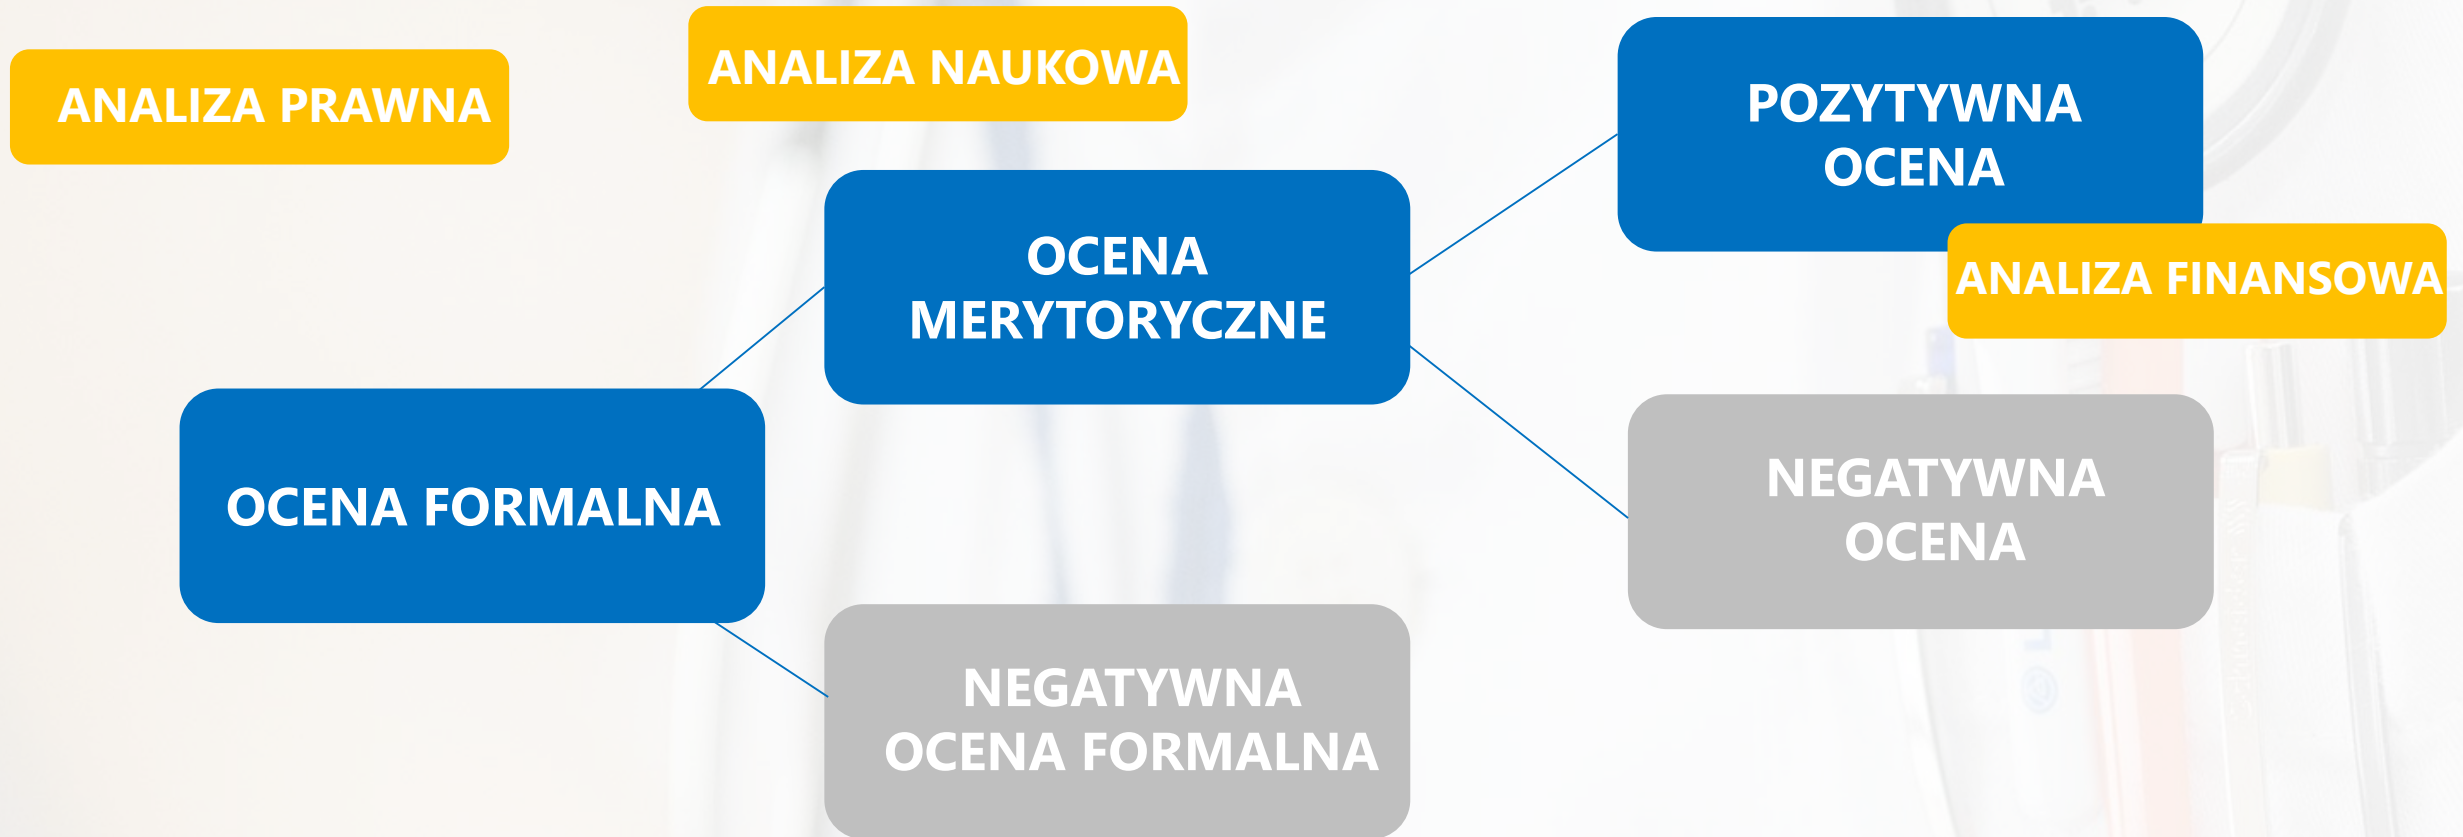 ANALIZA PRAWNA
ANALIZA NAUKOWA
POZYTYWNA
OCENA
ANALIZA FINANSOWA
OCENA
MERYTORYCZNE
OCENA FORMALNA
NEGATYWNA
OCENA
NEGATYWNA
OCENA FORMALNA